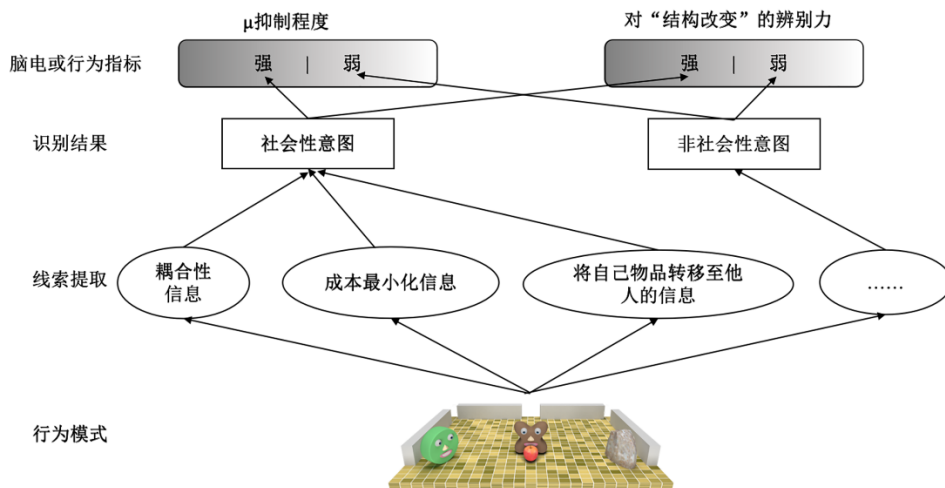 μ抑制程度
对“结构改变”的辨别力
脑电或行为指标
强 | 弱
强 | 弱
识别结果
社会性意图
非社会性意图
线索提取
耦合性
信息
成本最小化信息
将自己物品转移至他
人的信息
……
行为模式